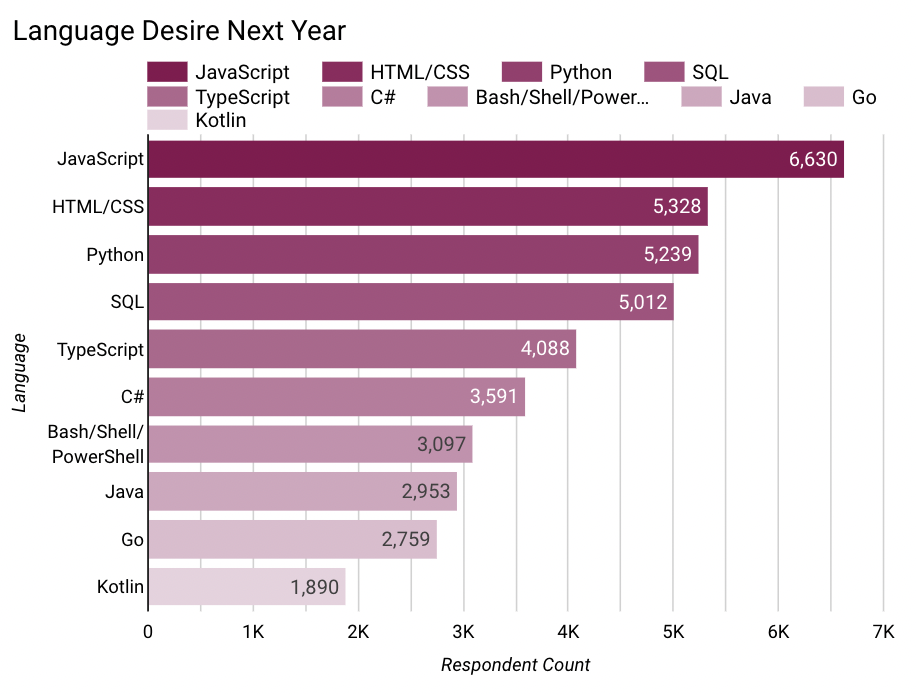 Language Desire Next Year
JavaScript HTML/CSS Python SQL
TypeScript C# Bash/Shell/Power... Java Go
Kotlin
JavaScript 6,630
HTML/CSS 5,328
Python 5,239
SQL 5,012
TypeScript 4,088
C# 3,591
Bash/Shell/
PowerShell 3,097
Java 2,953
Go 2,759
Kotlin 1,890
Language
0 1K 2K 3K 4K 5K 6K 7K
Respondent Count